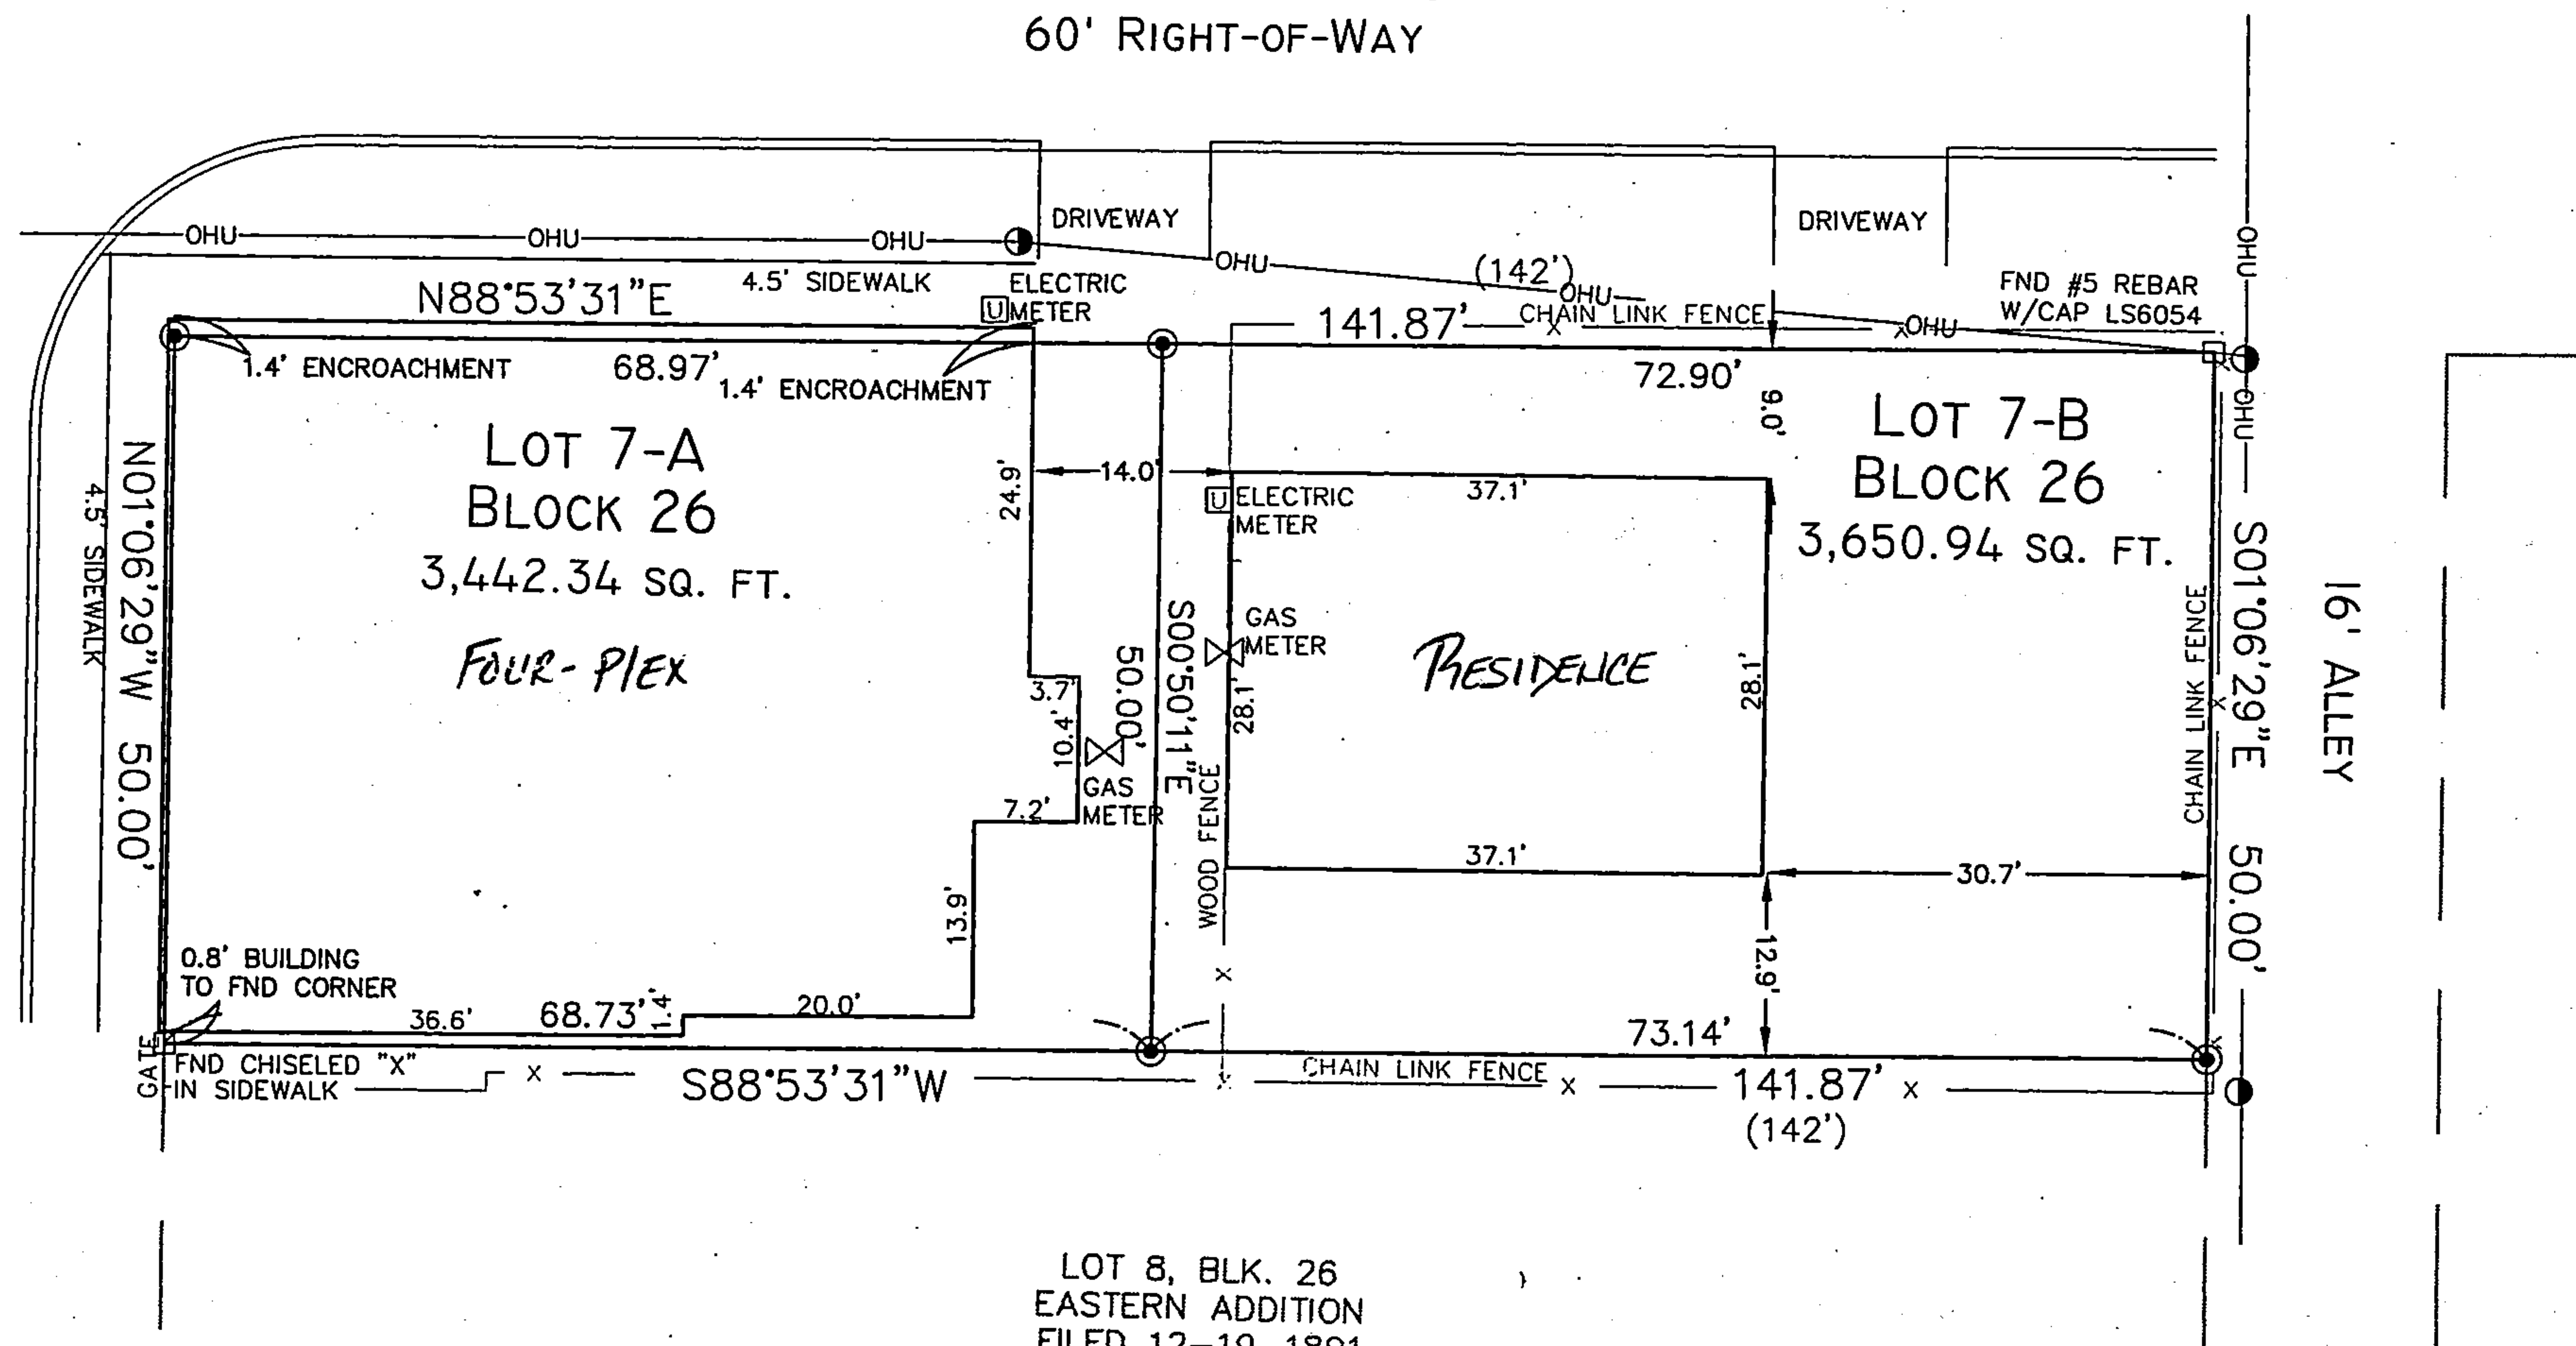 60' RIGHT-OF-WAY
DRIVEWAY
DRIVEWAY
OHU
OHU
OHU
OHU
(142')
OHU
OHU
OHU
OHU
4.5' SIDEWALK
ELECTRIC
METER
U
N88°53'31"E
141.87'
CHAIN LINK FENCE
X
X
FND #5 REBAR
W/CAP LS6054
1.4' ENCROACHMENT
68.97'
1.4' ENCROACHMENT
72.90'
9.0'
LOT 7-A
BLOCK 26
3,442.34 SQ. FT.
FOUR-PLEX
LOT 7-B
BLOCK 26
3,650.94 SQ. FT.
RESIDENCE
N01°06'29"W 50.00'
4.5' SIDEWALK
24.9'
14.0'
37.1'
U
ELECTRIC
METER
GAS
METER
28.1'
28.1'
3.7'
10.4'
GAS
METER
7.2'
13.9'
50.00'
S00°50'11"E
WOOD FENCE
X
37.1'
30.7'
12.9'
CHAIN LINK FENCE
X
S01°06'29"E 50.00'
16' ALLEY
0.8' BUILDING
TO FND CORNER
36.6'
68.73'
1.4'
20.0'
73.14'
X
GATE
FND CHISELED "X"
IN SIDEWALK
X
S88°53'31"W
X
CHAIN LINK FENCE
X
141.87'
X
(142')
LOT 8, BLK. 26
EASTERN ADDITION
FILED 12-19-1891